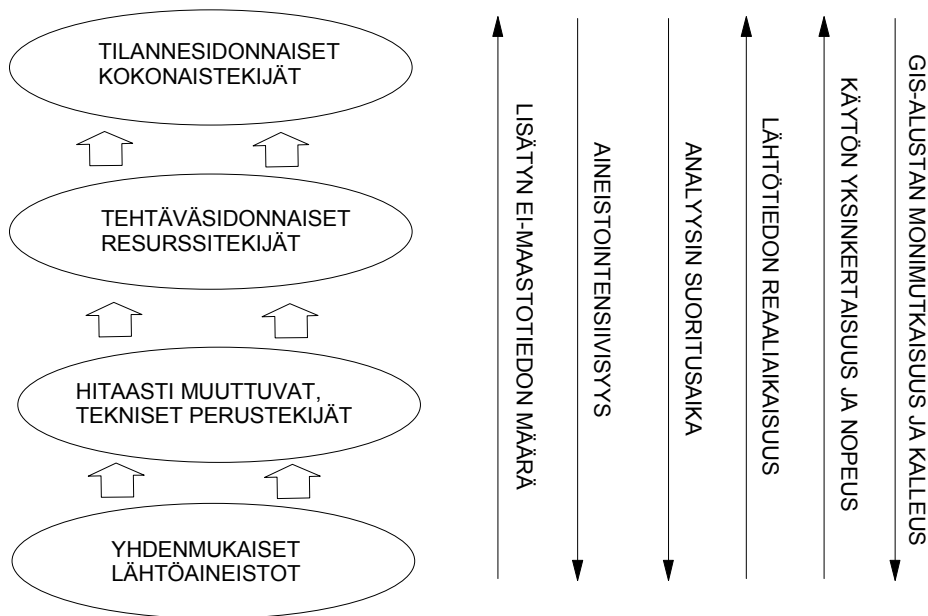 TILANNESIDONNAISET
KOKONAISTEKIJÄT
TEHTÄVÄSIDONNAISET
RESURSSITEKIJÄT
HITAASTI MUUTTUVAT,
TEKNISET PERUSTEKIJÄT
YHDENMUKAISET
LÄHTÖAINEISTOT
LISÄTYN EI-MAASTOTIEDON MÄÄRÄ
AINEISTOINTENSIIVISYYS
ANALYYSIN SUORITUSAIKA
LÄHTÖTIEDON REAALIAIKAISUUS
KÄYTÖN YKSINKERTAISUUS JA NOPEUS
GIS-ALUSTAN MONIMUTKAISUUS JA KALLEUS